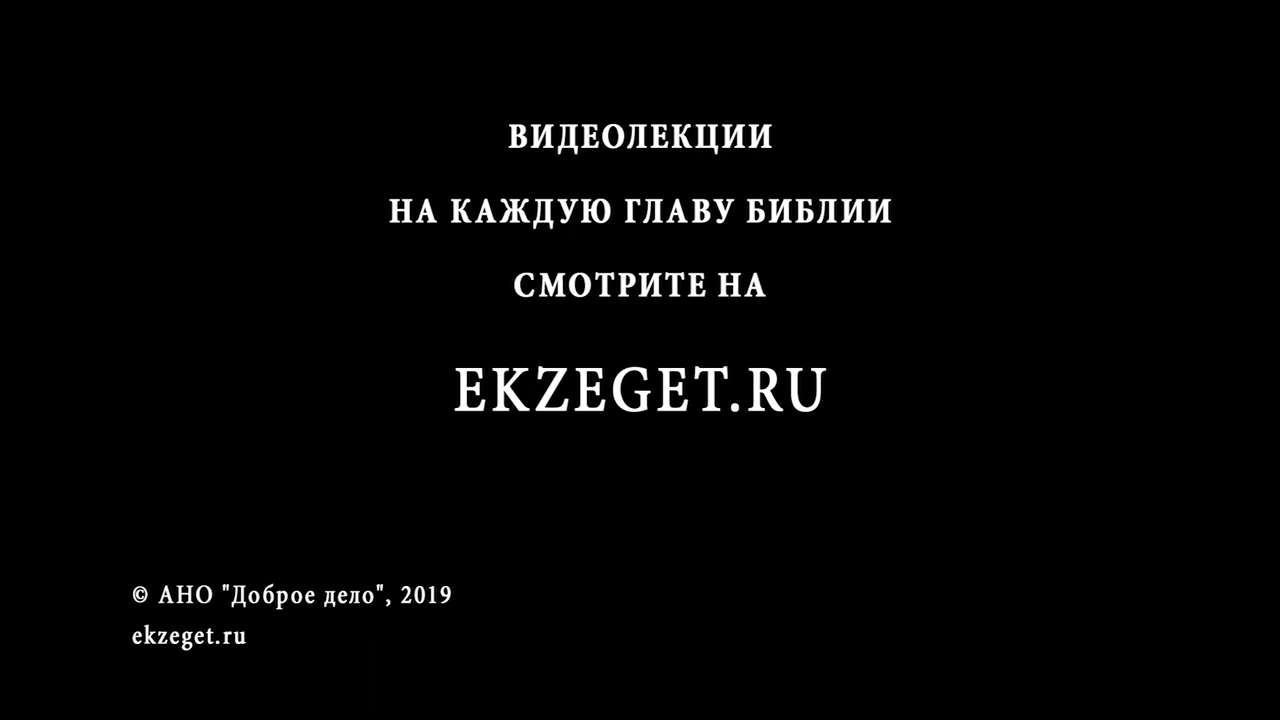 ВИДЕОЛЕКЦИИ
НА КАЖДУЮ ГЛАВУ БИБЛИИ
СМОТРИТЕ НА
EKZEGET.RU
© АНО "Доброе дело", 2019
ekzeget.ru